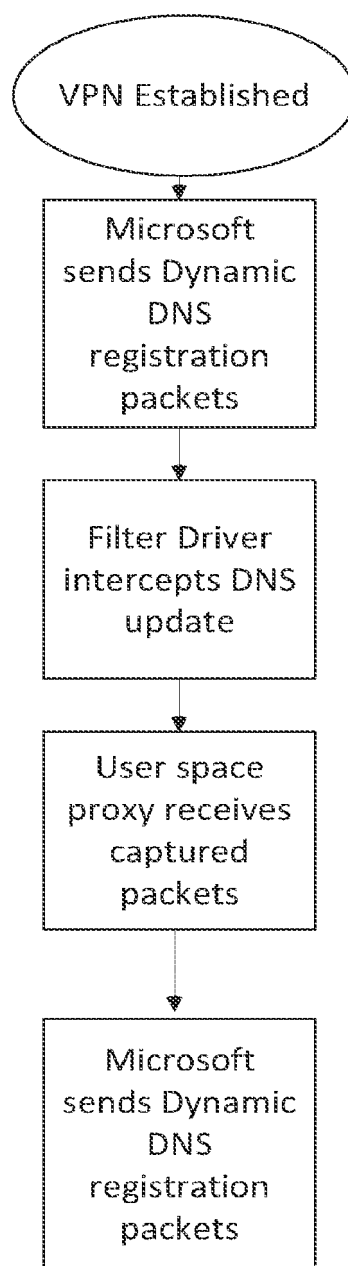 VPN Established
Microsoft
sends Dynamic
DNS
registration
packets
Filter Driver
intercepts DNS
update
User space
proxy receives
captured
packets
Microsoft
sends Dynamic
DNS
registration
packets